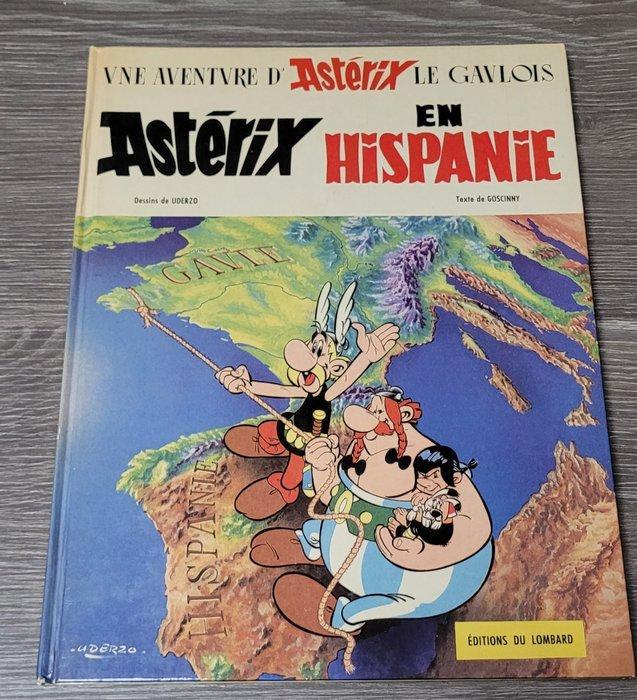 VNE AVENTVRE D'Astérix LE GAVLOIS
Astérix EN HISPANIE
Dessins de UDERZO
Texte de GOSCINNY
GAVLE
HISPANIE
ÉDITIONS DU LOMBARD
·UDERZO·